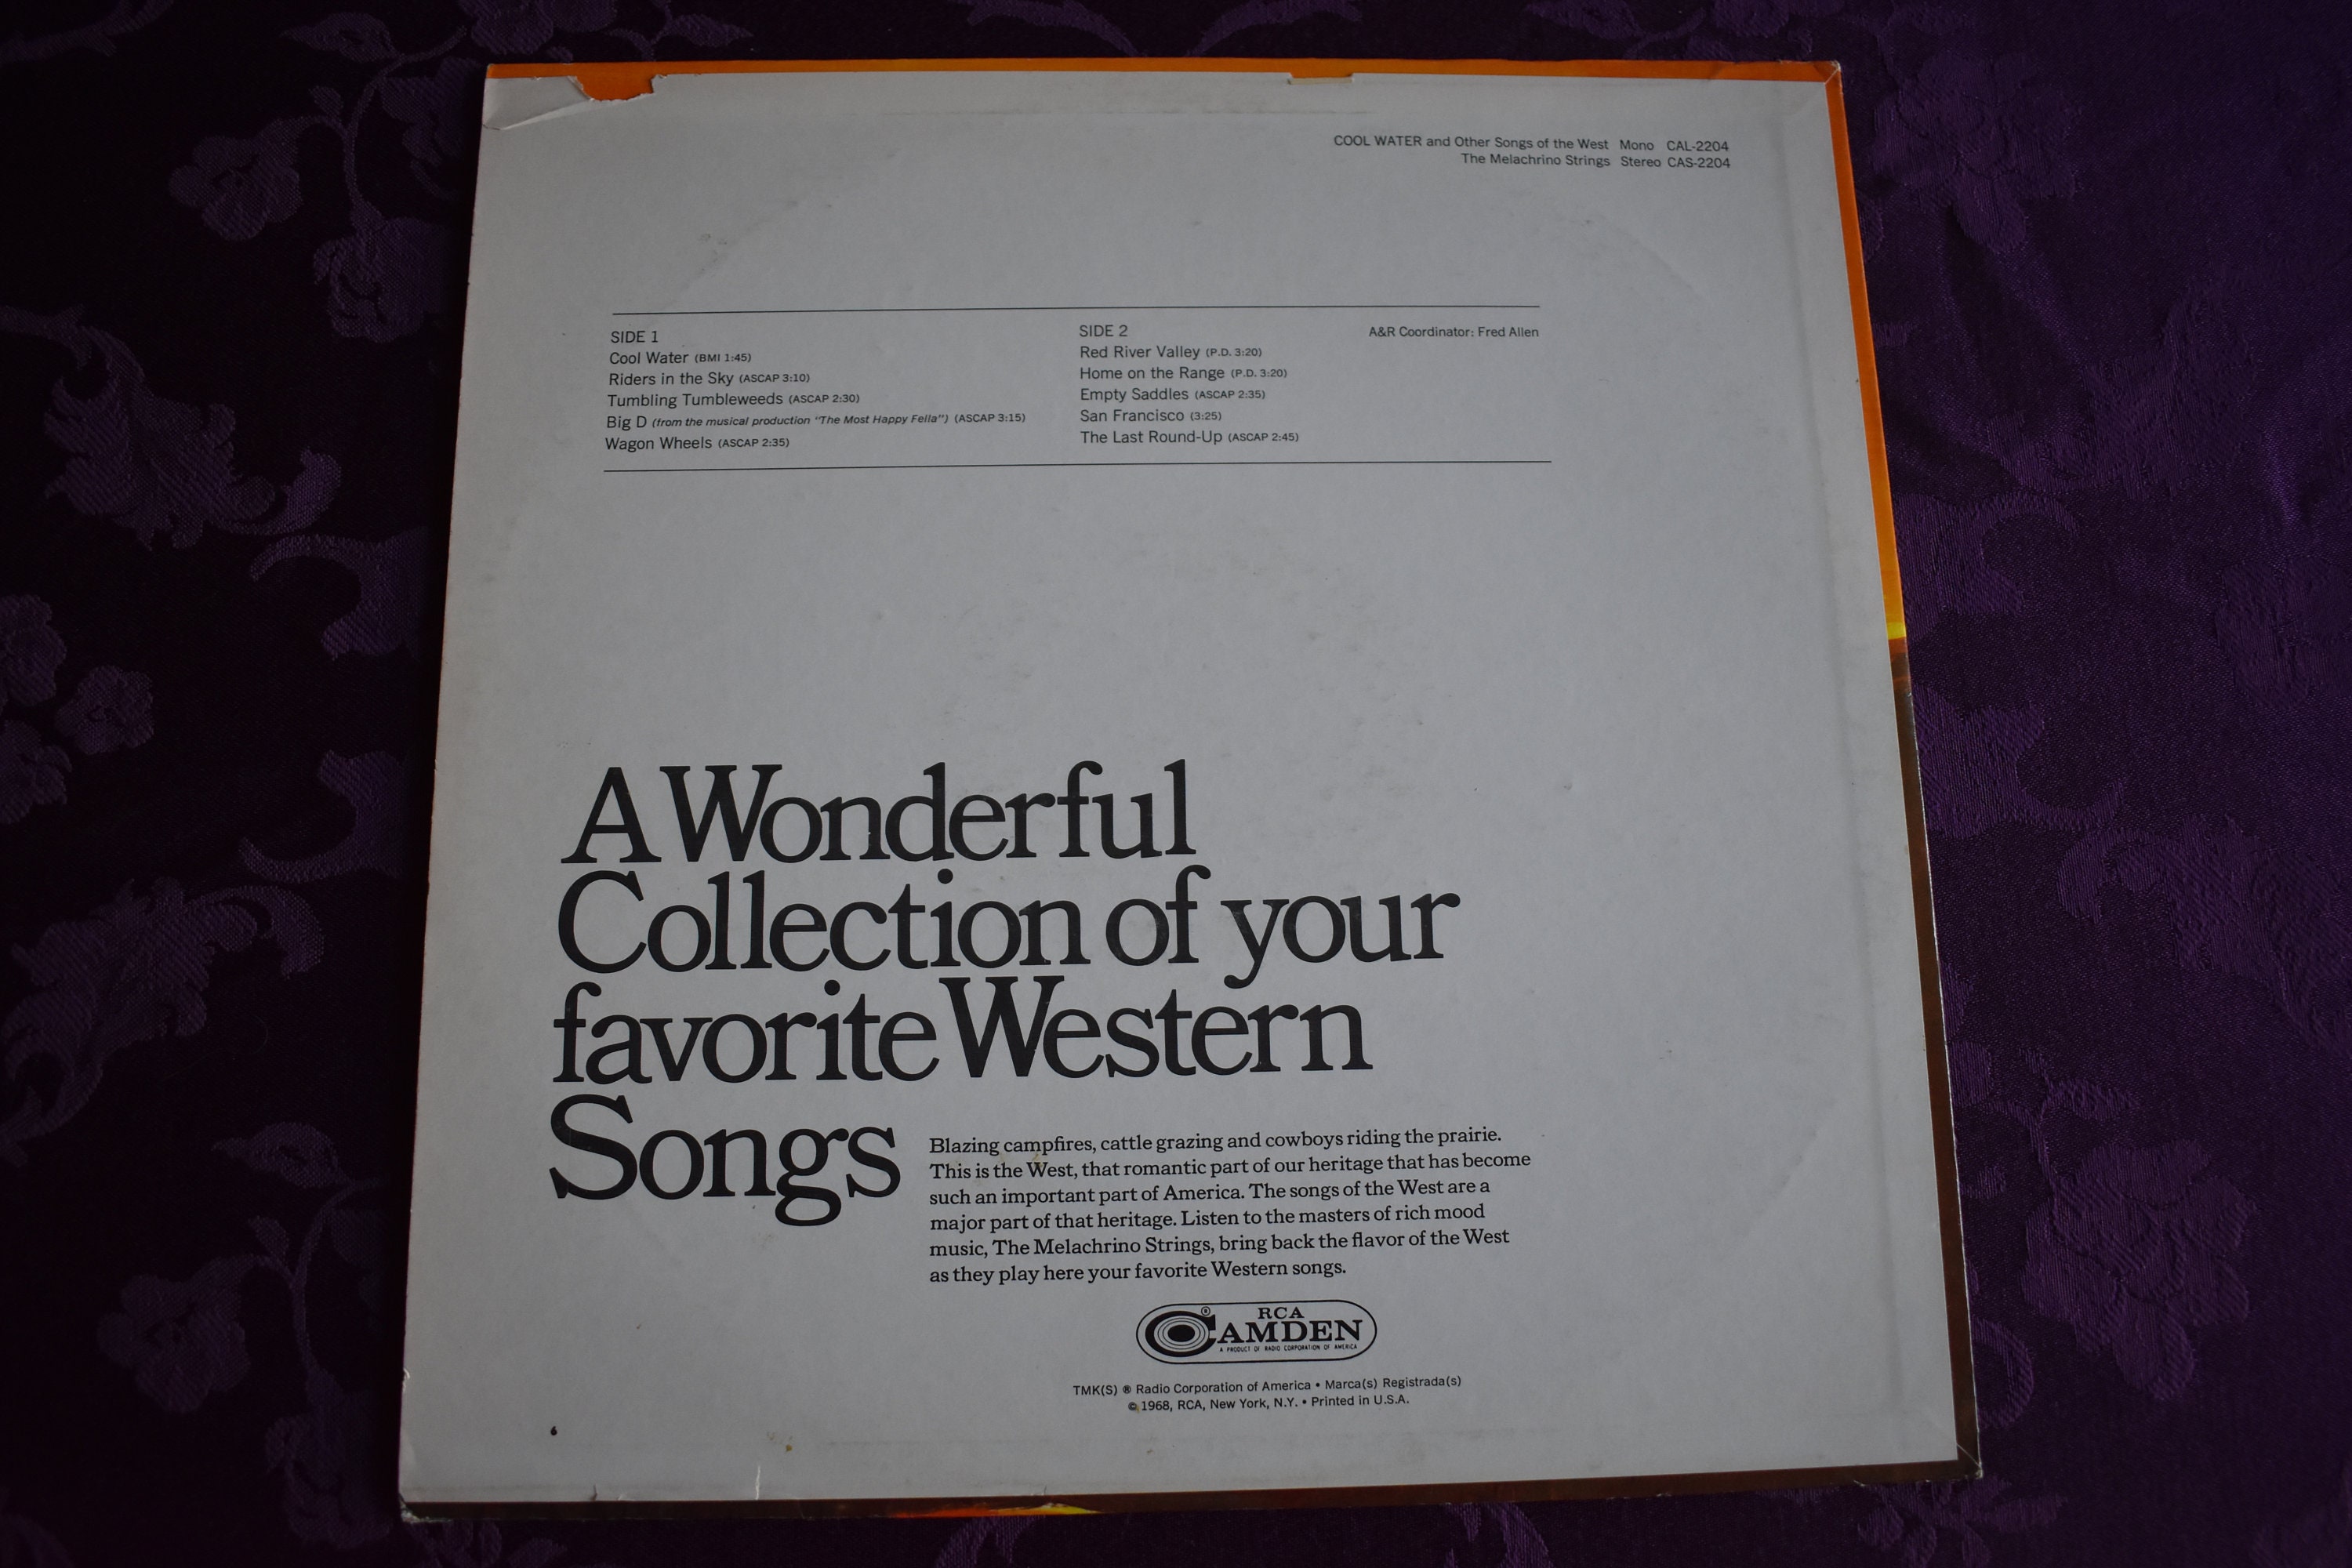 COOL WATER and Other Songs of the West Mono CAL-2204
The Melachrino Strings Stereo CAS-2204
SIDE 1
Cool Water (BMI 1:45)
Riders in the Sky (ASCAP 3:10)
Tumbling Tumbleweeds (ASCAP 2:30)
Big D (from the musical production "The Most Happy Fella") (ASCAP 3:15)
Wagon Wheels (ASCAP 2:35)
SIDE 2
Red River Valley (P.D. 3:20)
Home on the Range (P.D. 3:20)
Empty Saddles (ASCAP 2:35)
San Francisco (3:25)
The Last Round-Up (ASCAP 2:45)
A&R Coordinator: Fred Allen
A Wonderful
Collection of your
favorite Western
Songs
Blazing campfires, cattle grazing and cowboys riding the prairie.
This is the West, that romantic part of our heritage that has become
such an important part of America. The songs of the West are a
major part of that heritage. Listen to the masters of rich mood
music, The Melachrino Strings, bring back the flavor of the West
as they play here your favorite Western songs.
RCA
CAMDEN ®
A PRODUCT OF RADIO CORPORATION OF AMERICA
TMK(S) ® Radio Corporation of America • Marca(s) Registrada(s)
© 1968, RCA, New York, N.Y. • Printed in U.S.A.